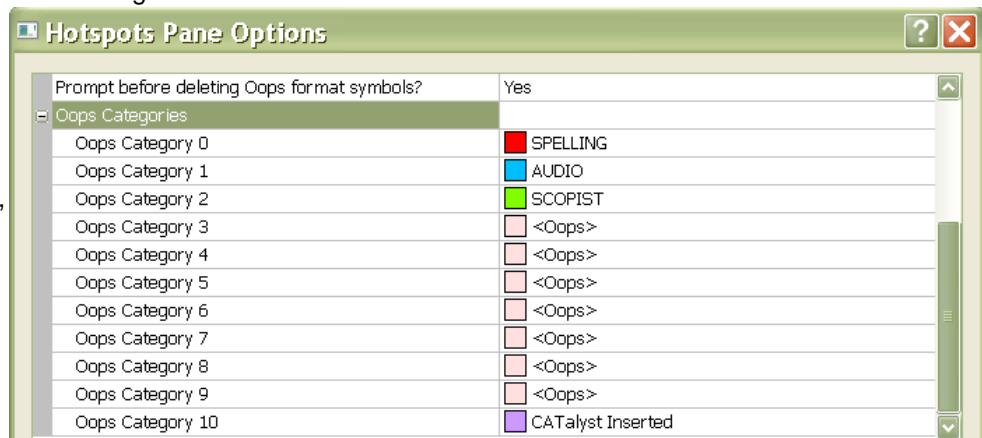 Hotspots Pane Options ?
Prompt before deleting Oops format symbols? Yes
Oops Categories
Oops Category 0 SPELLING
Oops Category 1 AUDIO
Oops Category 2 SCOPIST
,
Oops Category 3 <Oops>
Oops Category 4 <Oops>
Oops Category 5 <Oops>
Oops Category 6 <Oops>
Oops Category 7 <Oops>
Oops Category 8 <Oops>
Oops Category 9 <Oops>
Oops Category 10 CATalyst Inserted